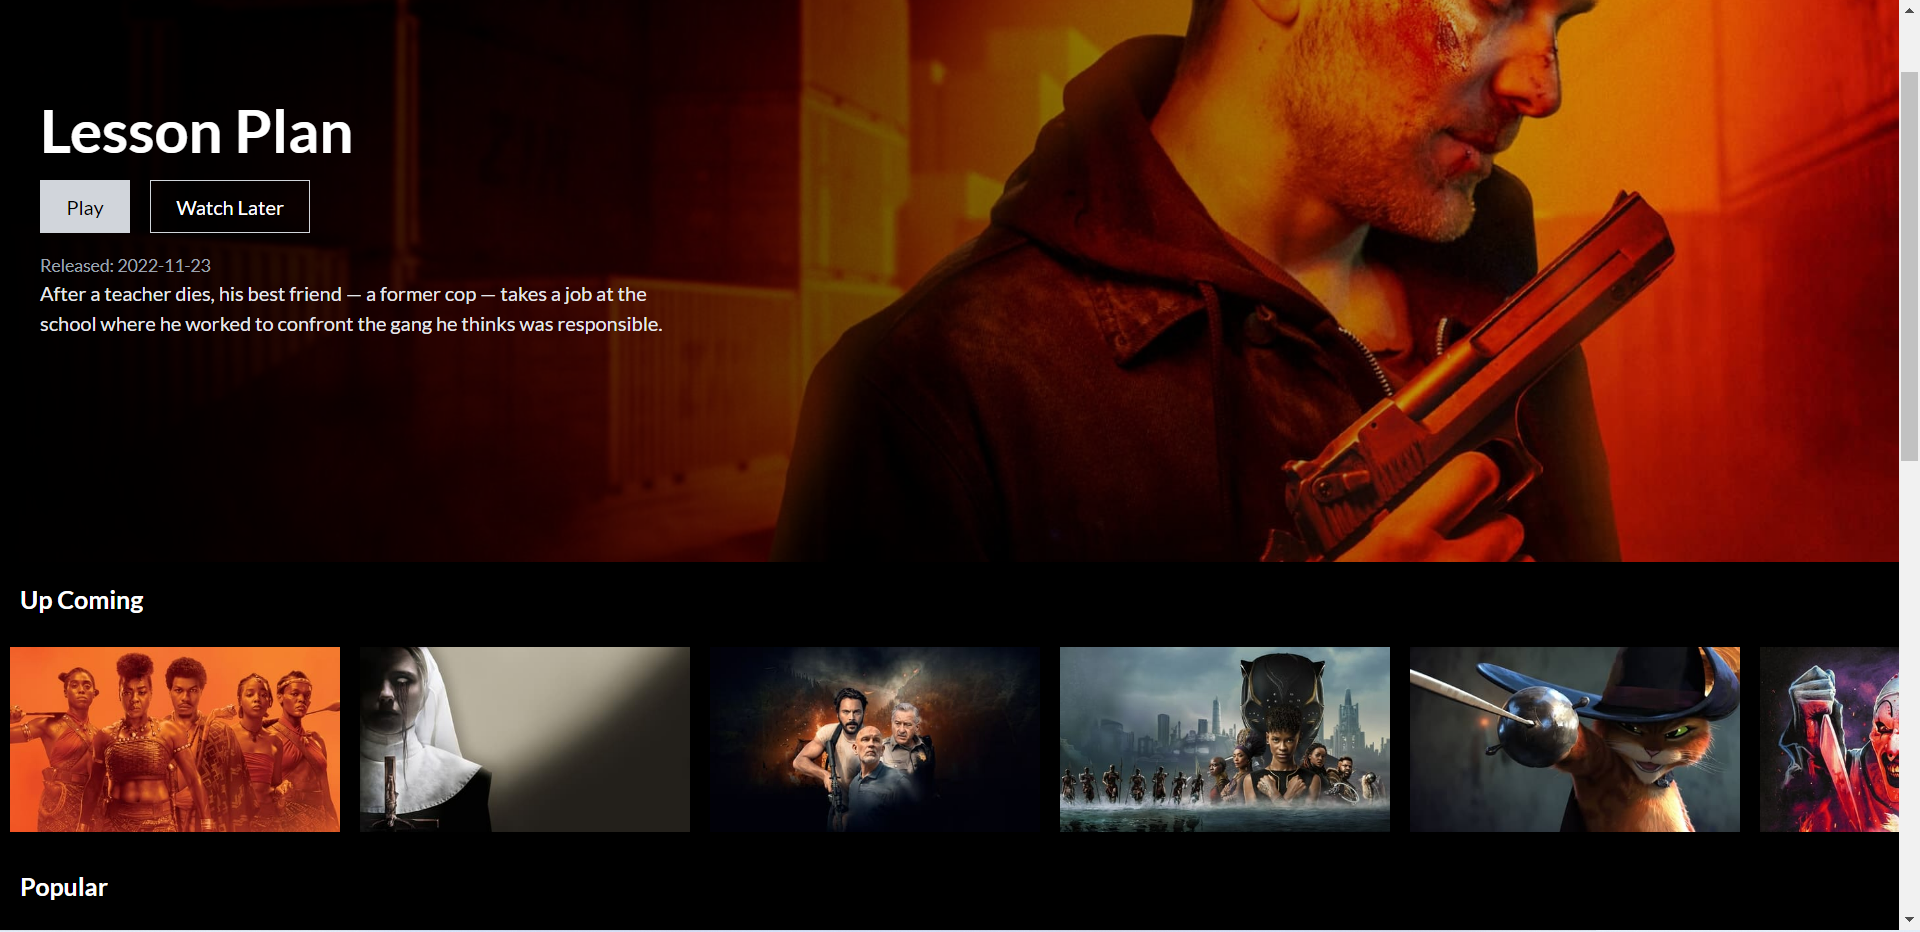 Lesson Plan
Play
Watch Later
Released: 2022-11-23
After a teacher dies, his best friend — a former cop — takes a job at the
school where he worked to confront the gang he thinks was responsible.
Up Coming
Popular